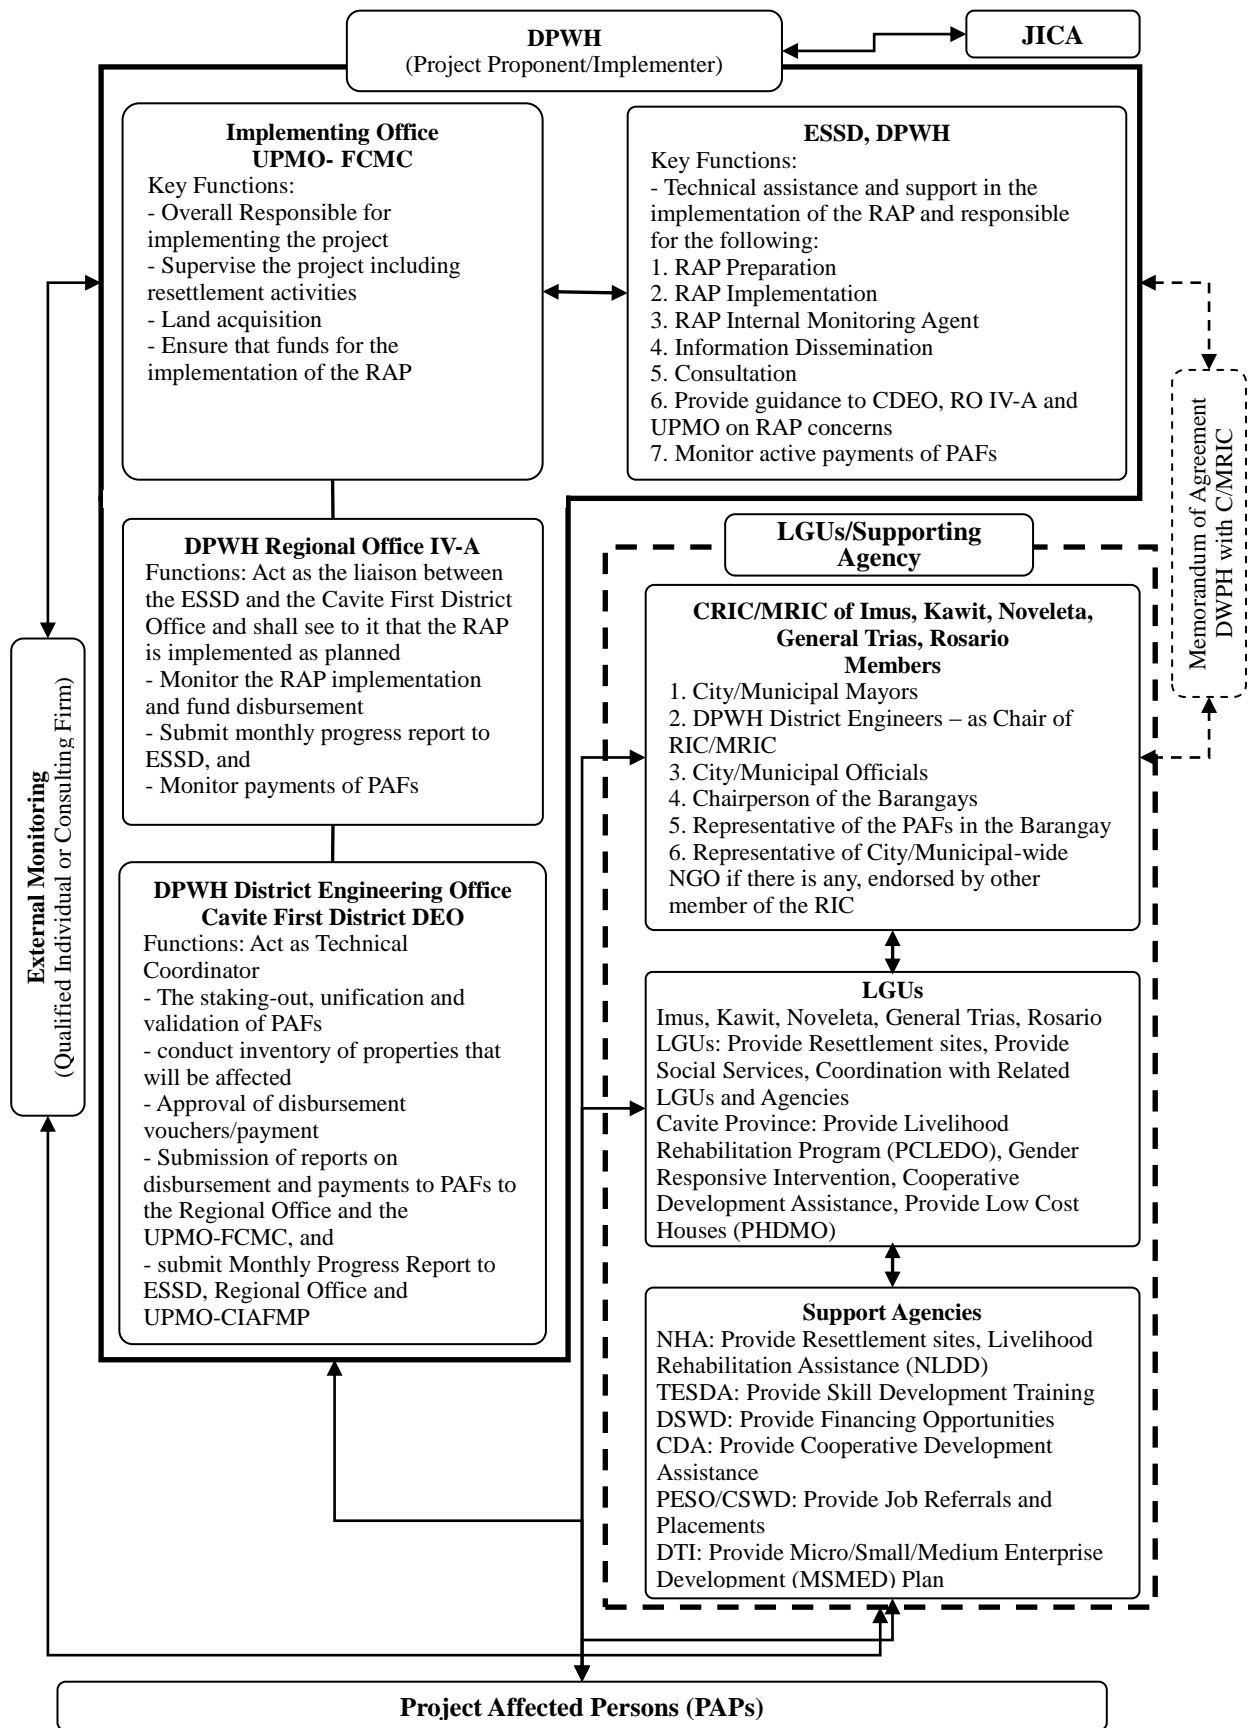 DPWH
(Project Proponent/Implementer)
JICA
Implementing Office
UPMO- FCMC
Key Functions:
- Overall Responsible for
implementing the project
- Supervise the project including
resettlement activities
- Land acquisition
- Ensure that funds for the
implementation of the RAP
ESSD, DPWH
Key Functions:
- Technical assistance and support in the
implementation of the RAP and responsible
for the following:
1. RAP Preparation
2. RAP Implementation
3. RAP Internal Monitoring Agent
4. Information Dissemination
5. Consultation
6. Provide guidance to CDEO, RO IV-A and
UPMO on RAP concerns
7. Monitor active payments of PAFs
Memorandum of Agreement
DWPH with C/MRIC
DPWH Regional Office IV-A
Functions: Act as the liaison between
the ESSD and the Cavite First District
Office and shall see to it that the RAP
is implemented as planned
- Monitor the RAP implementation
and fund disbursement
- Submit monthly progress report to
ESSD, and
- Monitor payments of PAFs
DPWH District Engineering Office
Cavite First District DEO
Functions: Act as Technical
Coordinator
- The staking-out, unification and
validation of PAFs
- conduct inventory of properties that
will be affected
- Approval of disbursement
vouchers/payment
- Submission of reports on
disbursement and payments to PAFs to
the Regional Office and the
UPMO-FCMC, and
- submit Monthly Progress Report to
ESSD, Regional Office and
UPMO-CIAFMP
External Monitoring
(Qualified Individual or Consulting Firm)
LGUs/Supporting
Agency
CRIC/MRIC of Imus, Kawit, Noveleta,
General Trias, Rosario
Members
1. City/Municipal Mayors
2. DPWH District Engineers – as Chair of
RIC/MRIC
3. City/Municipal Officials
4. Chairperson of the Barangays
5. Representative of the PAFs in the Barangay
6. Representative of City/Municipal-wide
NGO if there is any, endorsed by other
member of the RIC
LGUs
Imus, Kawit, Noveleta, General Trias, Rosario
LGUs: Provide Resettlement sites, Provide
Social Services, Coordination with Related
LGUs and Agencies
Cavite Province: Provide Livelihood
Rehabilitation Program (PCLEDO), Gender
Responsive Intervention, Cooperative
Development Assistance, Provide Low Cost
Houses (PHDMO)
Support Agencies
NHA: Provide Resettlement sites, Livelihood
Rehabilitation Assistance (NLDD)
TESDA: Provide Skill Development Training
DSWD: Provide Financing Opportunities
CDA: Provide Cooperative Development
Assistance
PESO/CSWD: Provide Job Referrals and
Placements
DTI: Provide Micro/Small/Medium Enterprise
Development (MSMED) Plan
Project Affected Persons (PAPs)